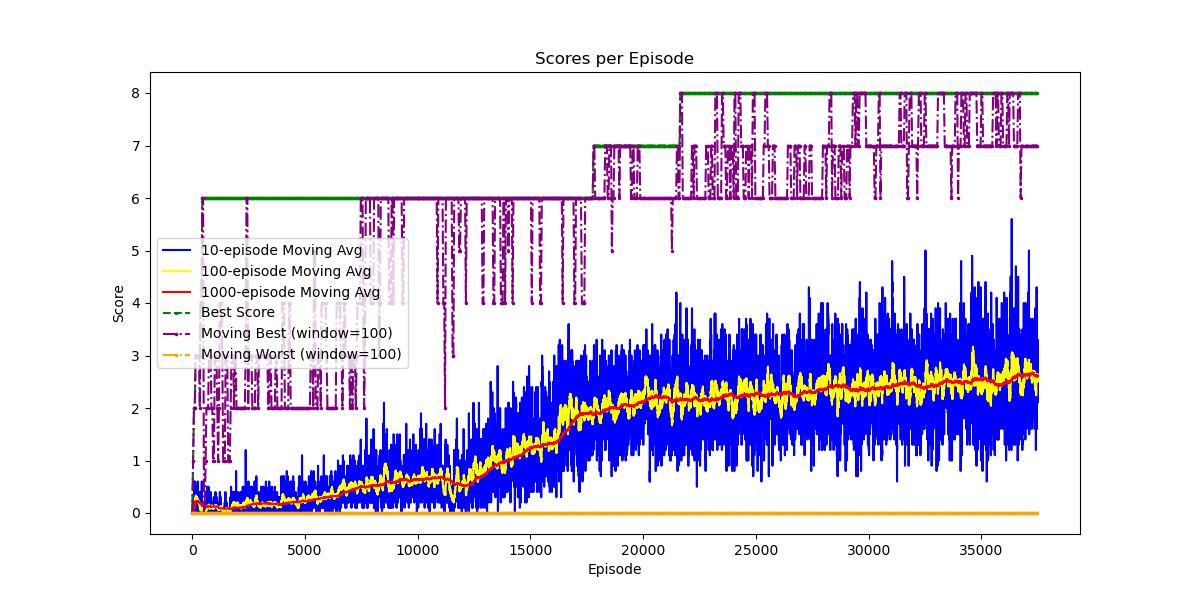 Scores per Episode
8
7
6
5
4
3
2
1
0
Score
10-episode Moving Avg
100-episode Moving Avg
1000-episode Moving Avg
Best Score
Moving Best (window=100)
Moving Worst (window=100)
0
5000
10000
15000
20000
25000
30000
35000
Episode